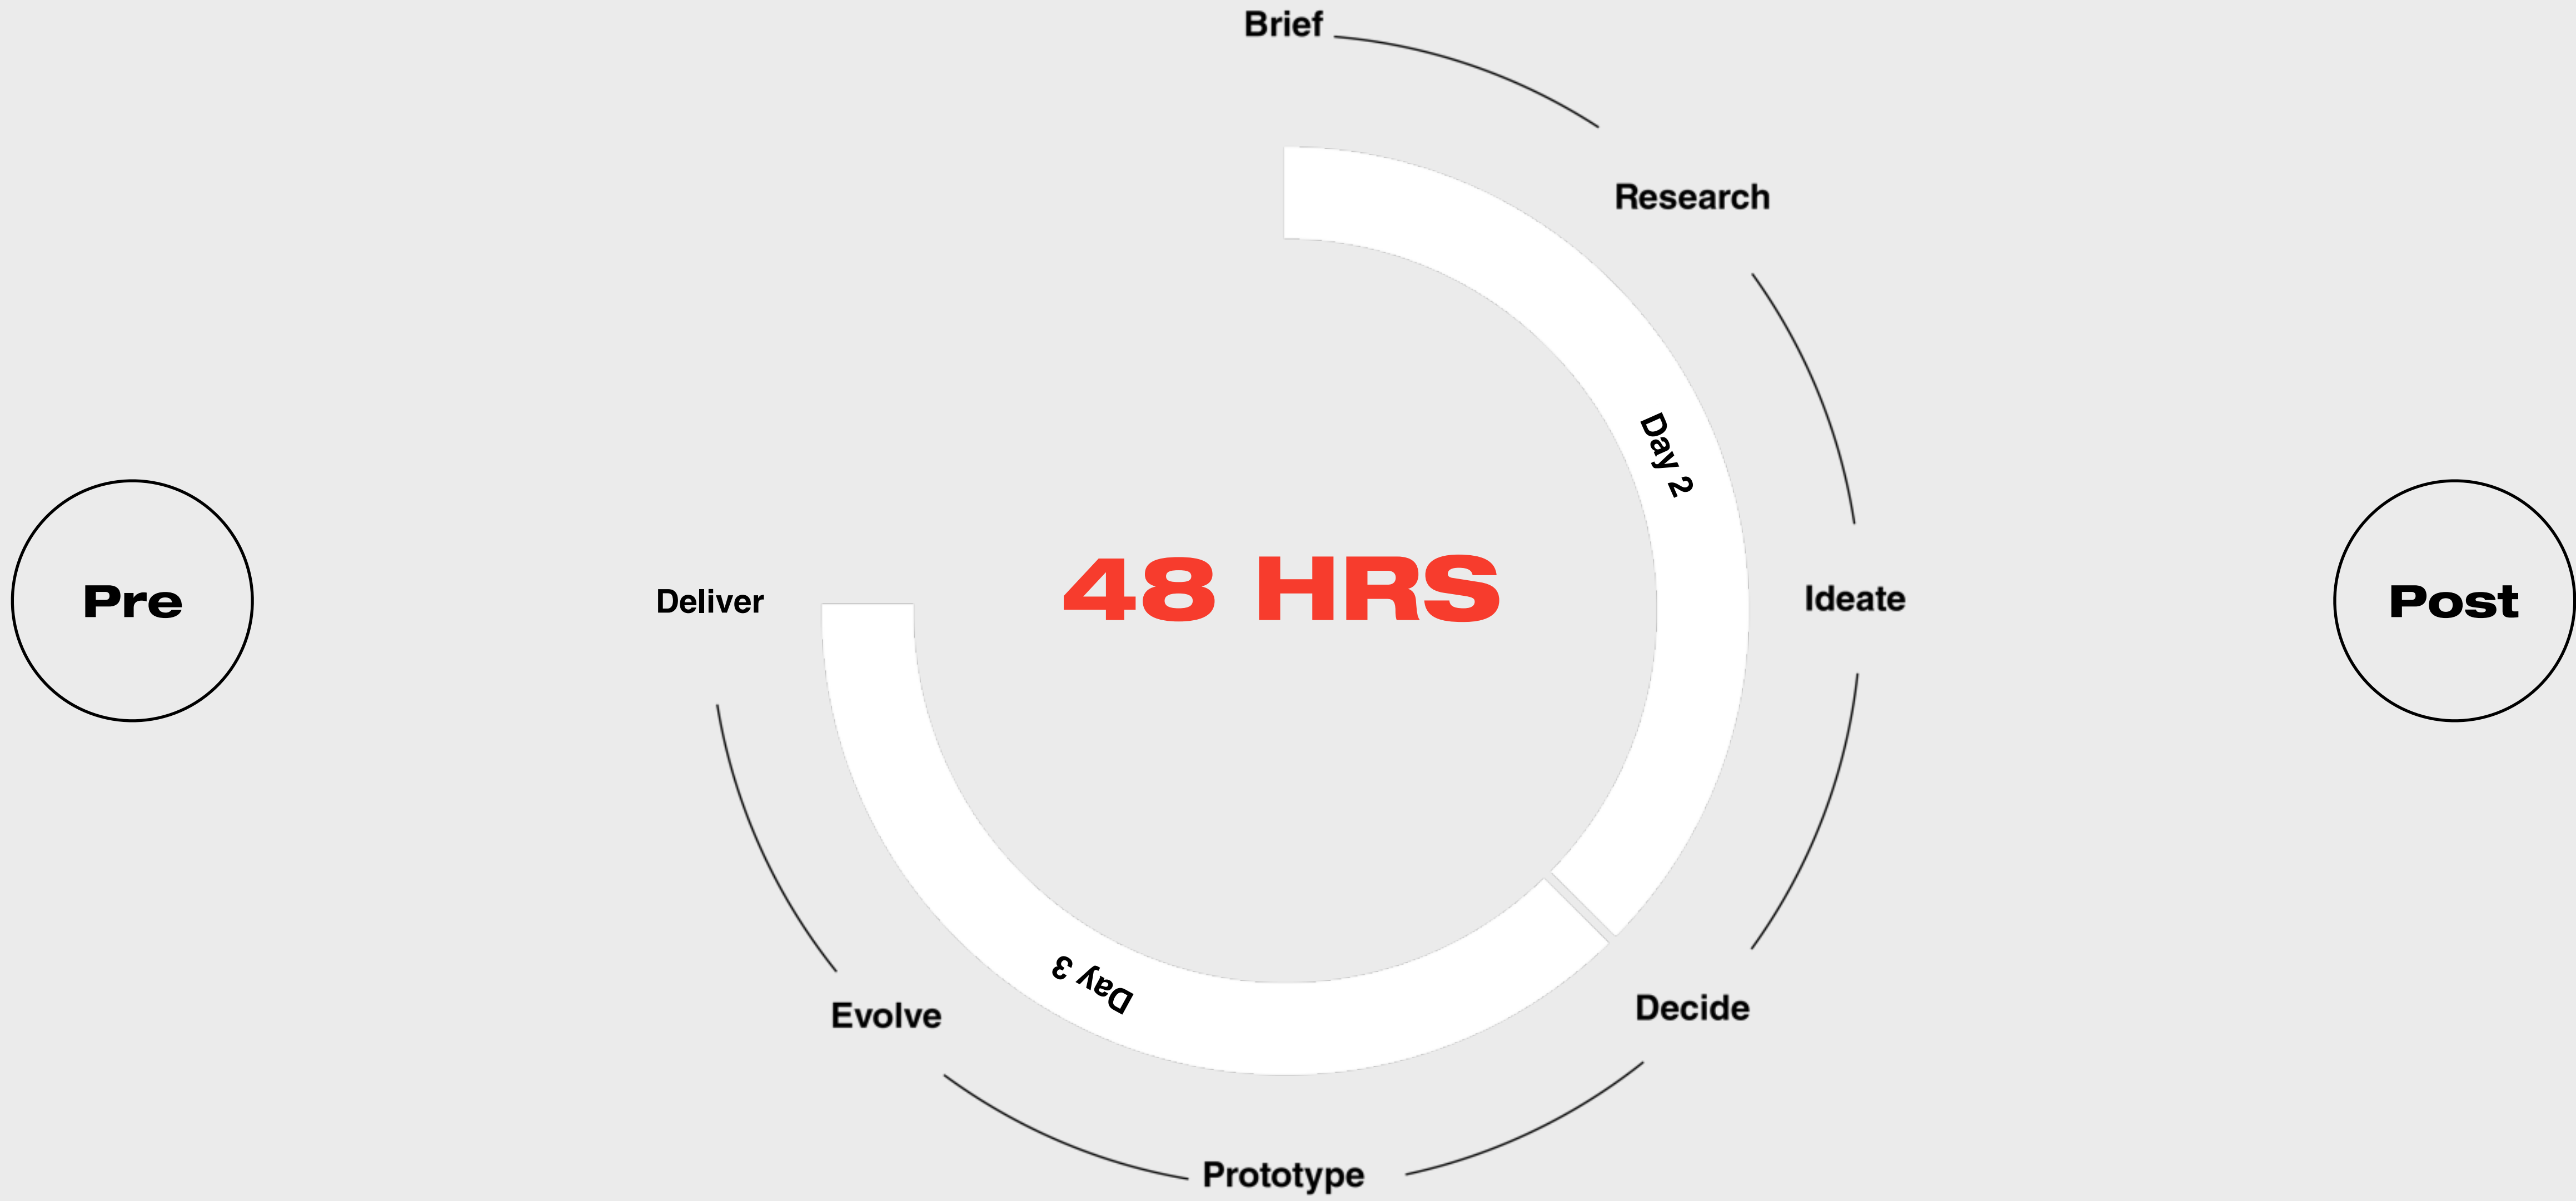 Brief
Research
Day 2
48 HRS
Pre
Deliver
Ideate
Post
Day 3
Evolve
Decide
Prototype